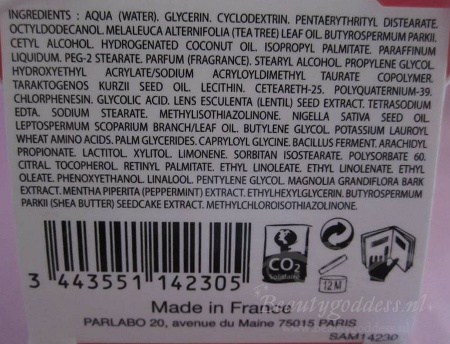 INGREDIENTS : AQUA (WATER). GLYCERIN. CYCLODEXTRIN. PENTAERYTHRITYL DISTEARATE.
OCTYLDODECANOL. MELALEUCA ALTERNIFOLIA (TEA TREE) LEAF OIL. BUTYROSPERMUM PARKII.
CETYL ALCOHOL. HYDROGENATED COCONUT OIL. ISOPROPYL PALMITATE. PARAFFINUM
LIQUIDUM. PEG-2 STEARATE. PARFUM (FRAGRANCE). STEARYL ALCOHOL. PROPYLENE GLYCOL.
HYDROXYETHYL ACRYLATE/SODIUM ACRYLOYLDIMETHYL TAURATE COPOLYMER.
TARAKTOGENOS KURZII SEED OIL. LECITHIN. CETEARETH-25. POLYQUATERNIUM-39.
CHLORPHENESIN. GLYCOLIC ACID. LENS ESCULENTA (LENTIL) SEED EXTRACT. TETRASODIUM
EDTA. SODIUM STEARATE. METHYLISOTHIAZOLINONE. NIGELLA SATIVA SEED OIL.
LEPTOSPERMUM SCOPARIUM BRANCH/LEAF OIL. BUTYLENE GLYCOL. POTASSIUM LAUROYL
WHEAT AMINO ACIDS. PALM GLYCERIDES. CAPRYLOYL GLYCINE. BACILLUS FERMENT. ARACHIDYL
PROPIONATE. LACTITOL. XYLITOL. LIMONENE. SORBITAN ISOSTEARATE. POLYSORBATE 60.
CITRAL. TOCOPHEROL. RETINYL PALMITATE. ETHYL LINOLEATE. ETHYL LINOLENATE. ETHYL
OLEATE. PHENOXYETHANOL. LINALOOL. PENTYLENE GLYCOL. MAGNOLIA GRANDIFLORA BARK
EXTRACT. MENTHA PIPERITA (PEPPERMINT) EXTRACT. ETHYLHEXYLGLYCERIN. BUTYROSPERMUM
PARKII (SHEA BUTTER) SEEDCAKE EXTRACT. METHYLCHLOROISOTHIAZOLINONE.
CO2
solidaire
12 M
3 443551 142305
Beautygoddess.nl
Made in France
PARLABO 20, avenue du Maine 75015 PARIS
SAM14230